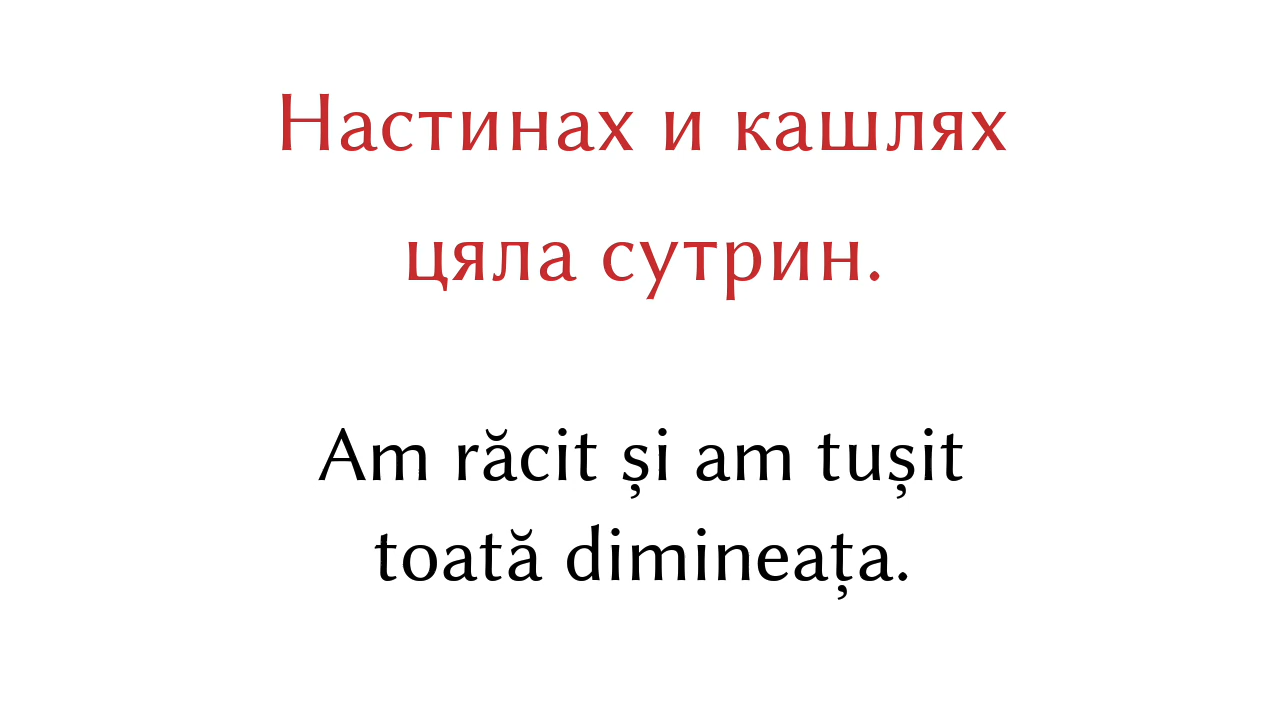 Настинах и кашлях
цяла сутрин.
Am răcit și am tușit
toată dimineața.